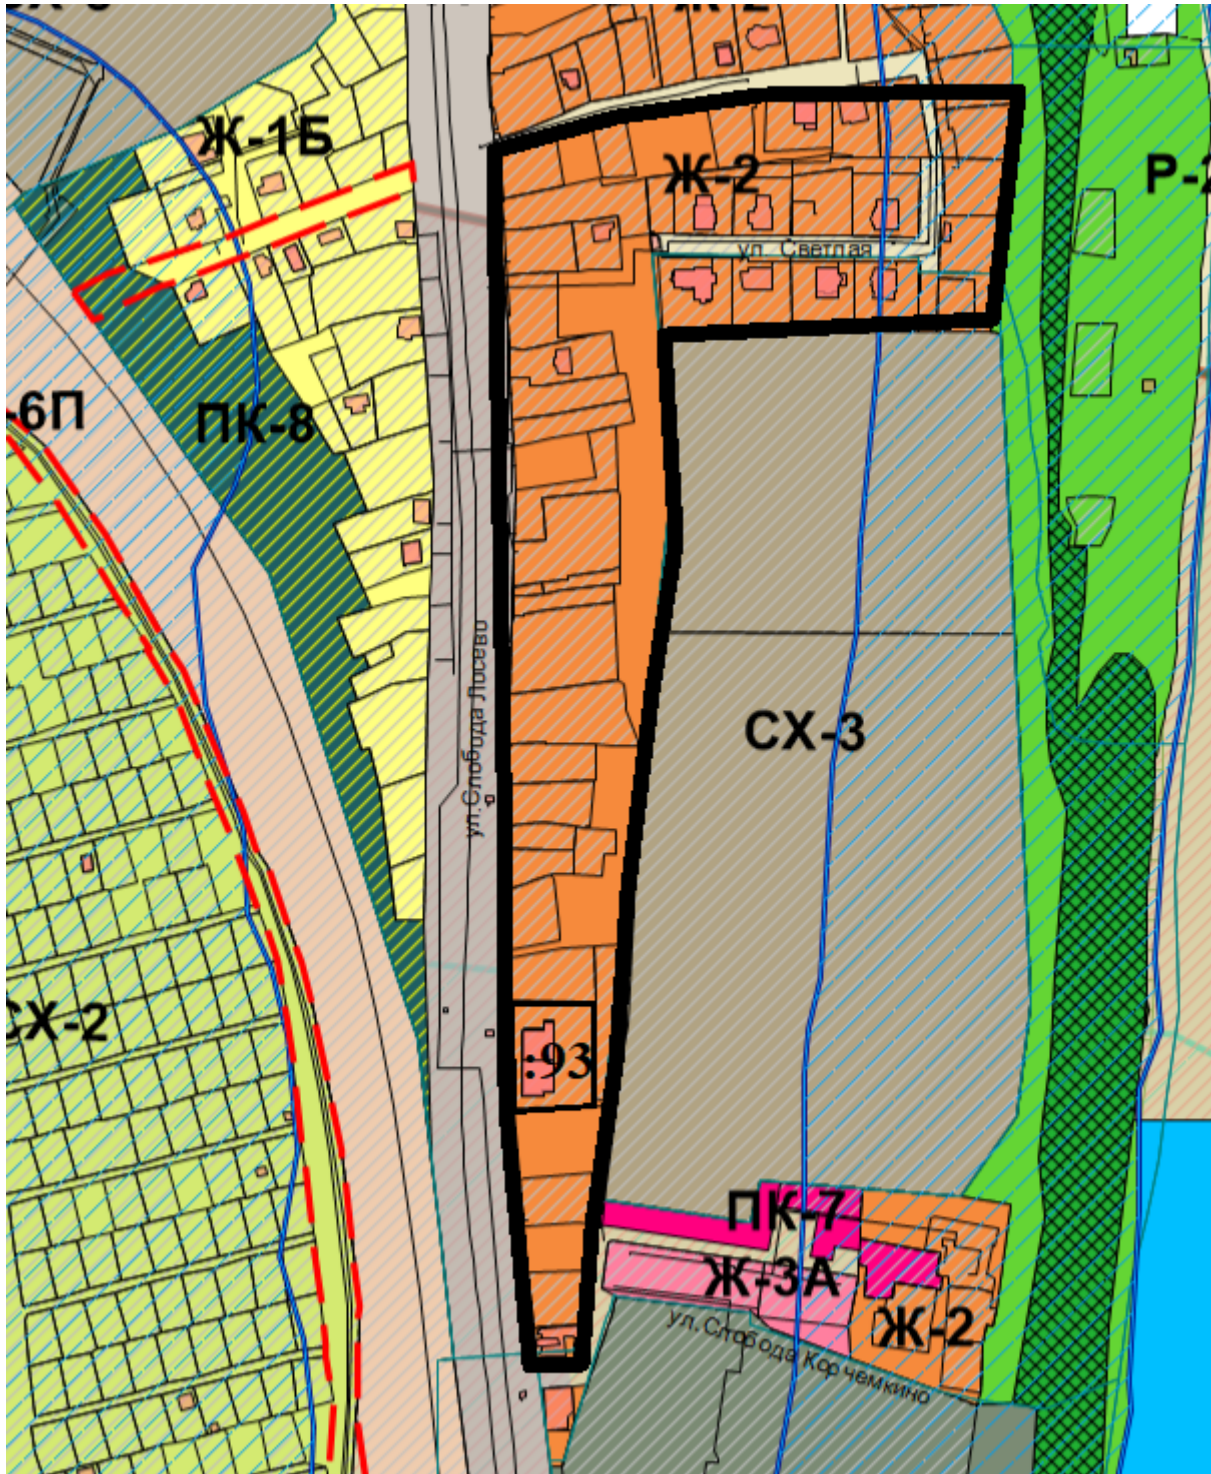 Ж-2
Ж-1Б
Ж-2
Р-2
ул. Светлая
-6П
ПК-8
ул.Слобода Лосево
СХ-3
СХ-2
:93
ПК-7
Ж-3А
Ж-2
ул.Слобода Корчемкино